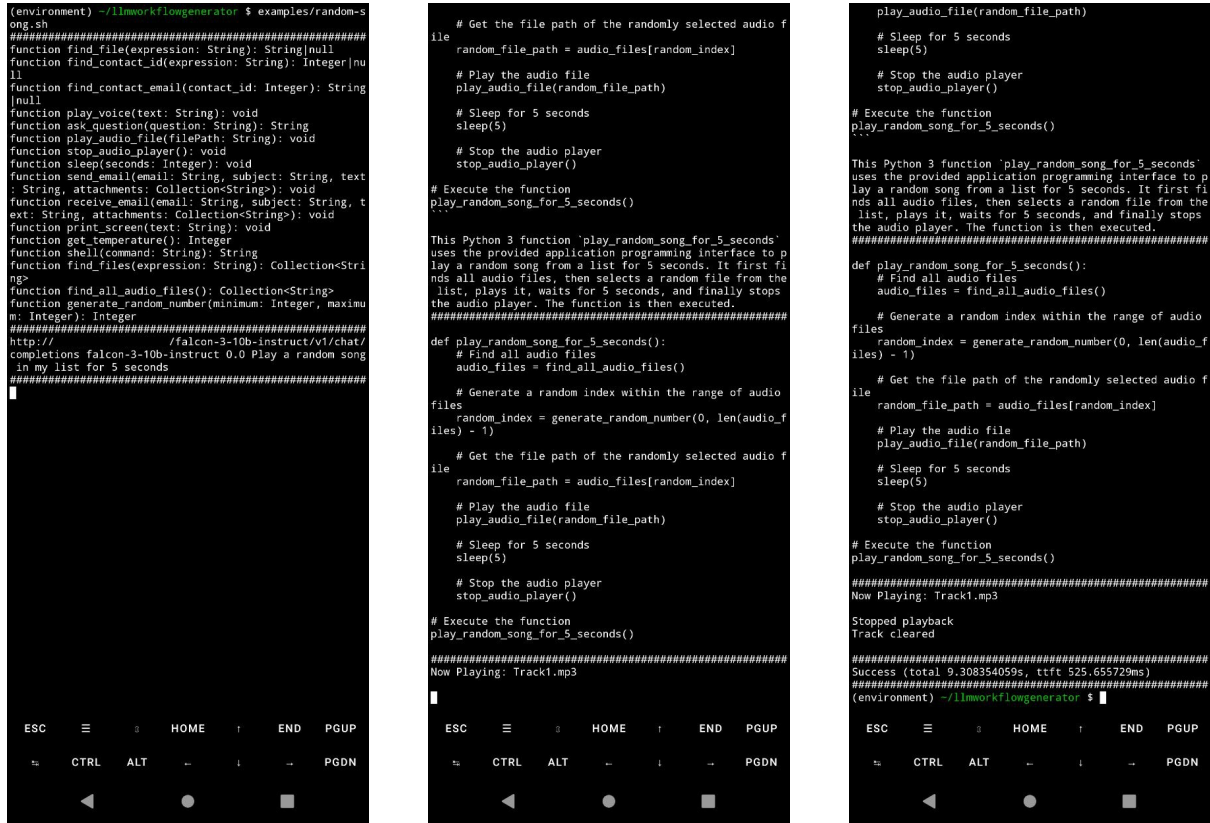 (environment) ~/llmworkflowgenerator $ examples/random-s
ong.sh
########################################################
function find_file(expression: String): String|null
function find_contact_id(expression: String): Integer|nu
ll
function find_contact_email(contact_id: Integer): String
|null
function play_voice(text: String): void
function ask_question(question: String): String
function play_audio_file(filePath: String): void
function stop_audio_player(): void
function sleep(seconds: Integer): void
function send_email(email: String, subject: String, text
: String, attachments: Collection<String>): void
function receive_email(email: String, subject: String, t
ext: String, attachments: Collection<String>): void
function print_screen(text: String): void
function get_temperature(): Integer
function shell(command: String): String
function find_files(expression: String): Collection<Stri
ng>
function find_all_audio_files(): Collection<String>
function generate_random_number(minimum: Integer, maximu
m: Integer): Integer
########################################################
http:// /falcon-3-10b-instruct/v1/chat/
completions falcon-3-10b-instruct 0.0 Play a random song
 in my list for 5 seconds
########################################################
ESC ☰ ⇳ HOME ↑ END PGUP
↹ CTRL ALT ← ↓ → PGDN
    # Get the file path of the randomly selected audio f
ile
    random_file_path = audio_files[random_index]

    # Play the audio file
    play_audio_file(random_file_path)

    # Sleep for 5 seconds
    sleep(5)

    # Stop the audio player
    stop_audio_player()

# Execute the function
play_random_song_for_5_seconds()
```

This Python 3 function `play_random_song_for_5_seconds`
uses the provided application programming interface to p
lay a random song from a list for 5 seconds. It first fi
nds all audio files, then selects a random file from the
 list, plays it, waits for 5 seconds, and finally stops
the audio player. The function is then executed.
########################################################

def play_random_song_for_5_seconds():
    # Find all audio files
    audio_files = find_all_audio_files()

    # Generate a random index within the range of audio
files
    random_index = generate_random_number(0, len(audio_f
iles) - 1)

    # Get the file path of the randomly selected audio f
ile
    random_file_path = audio_files[random_index]

    # Play the audio file
    play_audio_file(random_file_path)

    # Sleep for 5 seconds
    sleep(5)

    # Stop the audio player
    stop_audio_player()

# Execute the function
play_random_song_for_5_seconds()

########################################################
Now Playing: Track1.mp3
ESC ☰ ⇳ HOME ↑ END PGUP
↹ CTRL ALT ← ↓ → PGDN
    play_audio_file(random_file_path)

    # Sleep for 5 seconds
    sleep(5)

    # Stop the audio player
    stop_audio_player()

# Execute the function
play_random_song_for_5_seconds()
```

This Python 3 function `play_random_song_for_5_seconds`
uses the provided application programming interface to p
lay a random song from a list for 5 seconds. It first fi
nds all audio files, then selects a random file from the
 list, plays it, waits for 5 seconds, and finally stops
the audio player. The function is then executed.
########################################################

def play_random_song_for_5_seconds():
    # Find all audio files
    audio_files = find_all_audio_files()

    # Generate a random index within the range of audio
files
    random_index = generate_random_number(0, len(audio_f
iles) - 1)

    # Get the file path of the randomly selected audio f
ile
    random_file_path = audio_files[random_index]

    # Play the audio file
    play_audio_file(random_file_path)

    # Sleep for 5 seconds
    sleep(5)

    # Stop the audio player
    stop_audio_player()

# Execute the function
play_random_song_for_5_seconds()

########################################################
Now Playing: Track1.mp3

Stopped playback
Track cleared

########################################################
Success (total 9.308354059s, ttft 525.655729ms)
########################################################
(environment) ~/llmworkflowgenerator $
ESC ☰ ⇳ HOME ↑ END PGUP
↹ CTRL ALT ← ↓ → PGDN